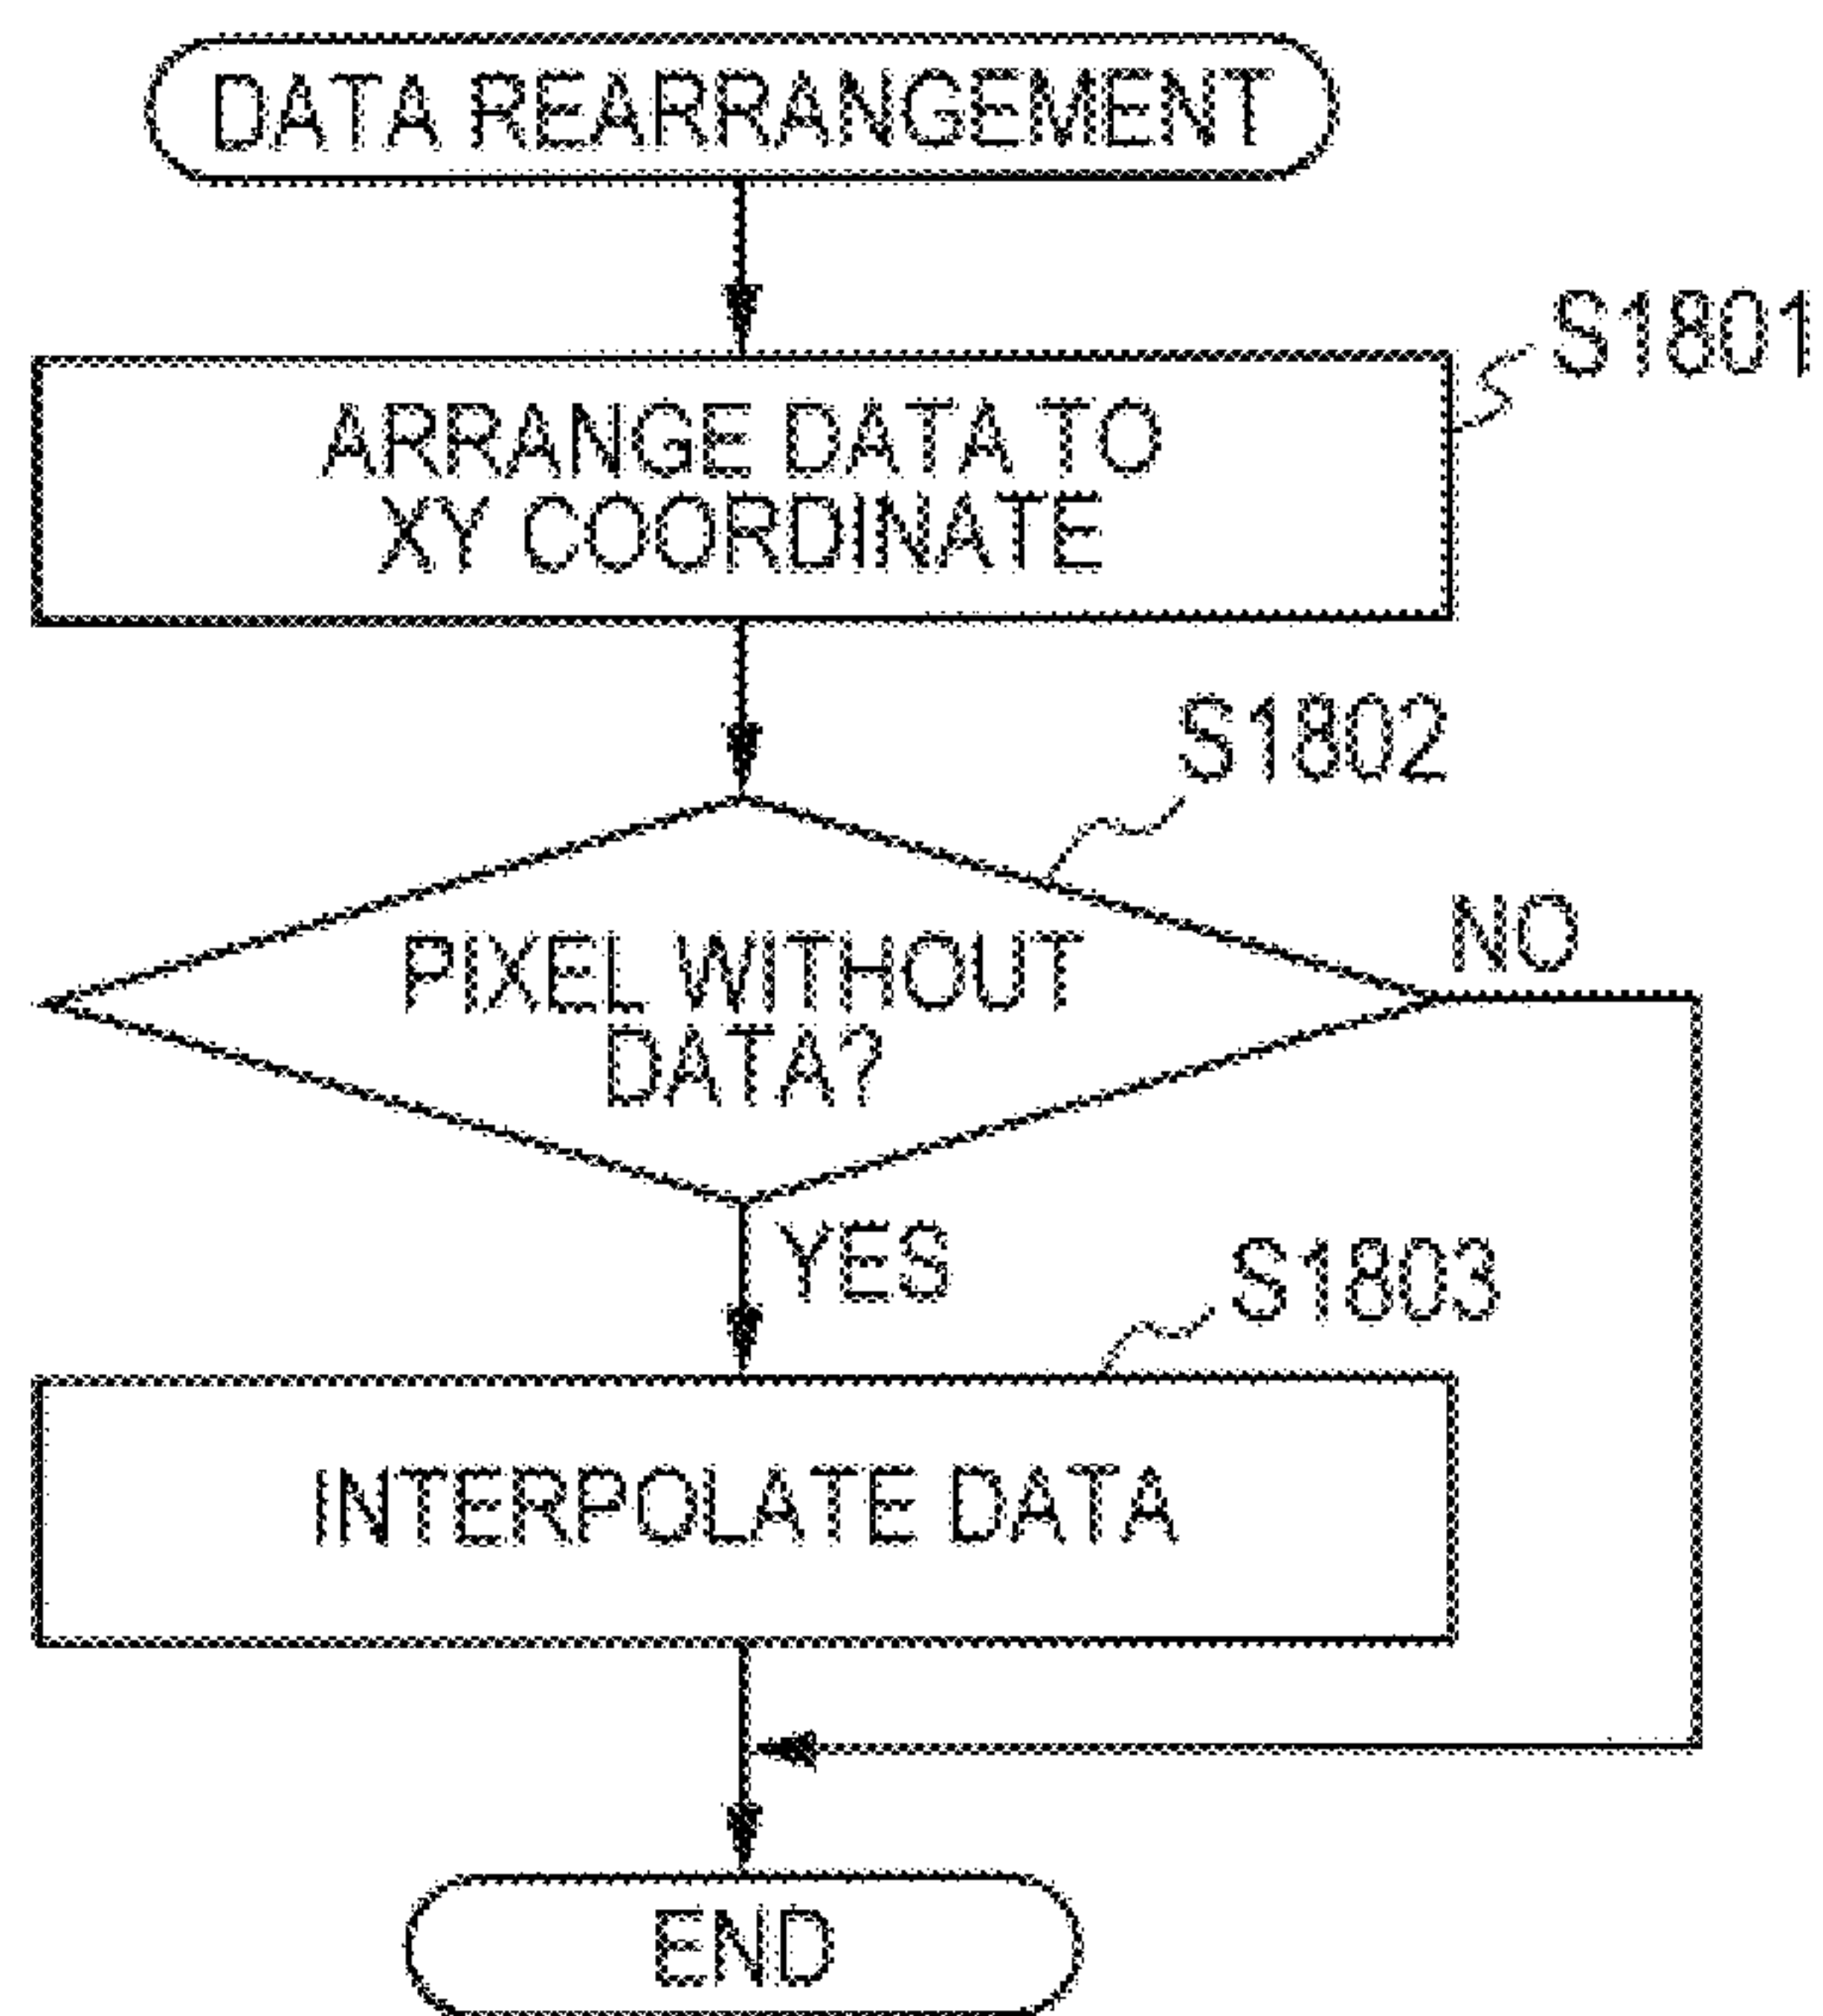 DATA REARRANGEMENT
S1801
ARRANGE DATA TO
XY COORDINATE
S1802
NO
PIXEL WITHOUT
DATA?
YES
S1803
INTERPOLATE DATA
END